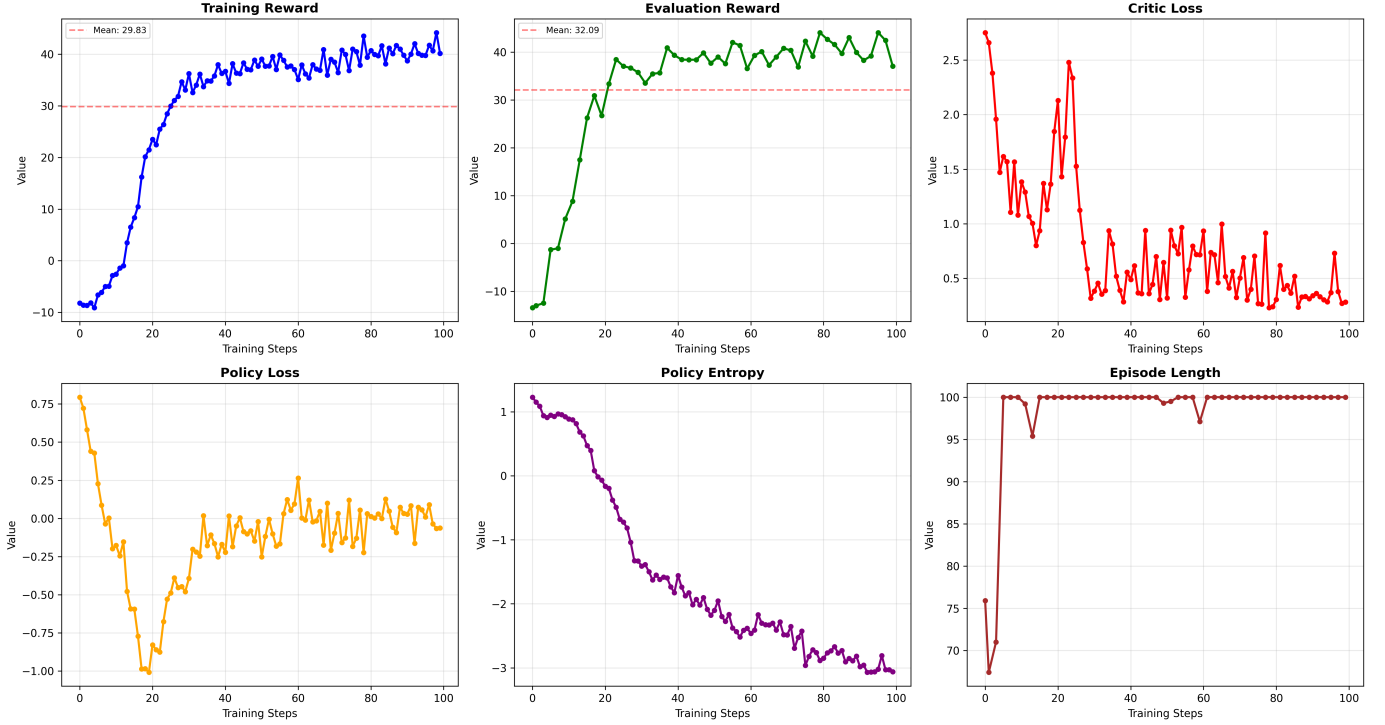 Training Reward
Mean: 29.83
40
30
20
10
0
−10
Value
0 20 40 60 80 100
Training Steps
Evaluation Reward
Mean: 32.09
40
30
20
10
0
−10
Value
0 20 40 60 80 100
Training Steps
Critic Loss
2.5
2.0
1.5
1.0
0.5
Value
0 20 40 60 80 100
Training Steps
Policy Loss
0.75
0.50
0.25
0.00
−0.25
−0.50
−0.75
−1.00
Value
0 20 40 60 80 100
Training Steps
Policy Entropy
1
0
−1
−2
−3
Value
0 20 40 60 80 100
Training Steps
Episode Length
100
95
90
85
80
75
70
Value
0 20 40 60 80 100
Training Steps